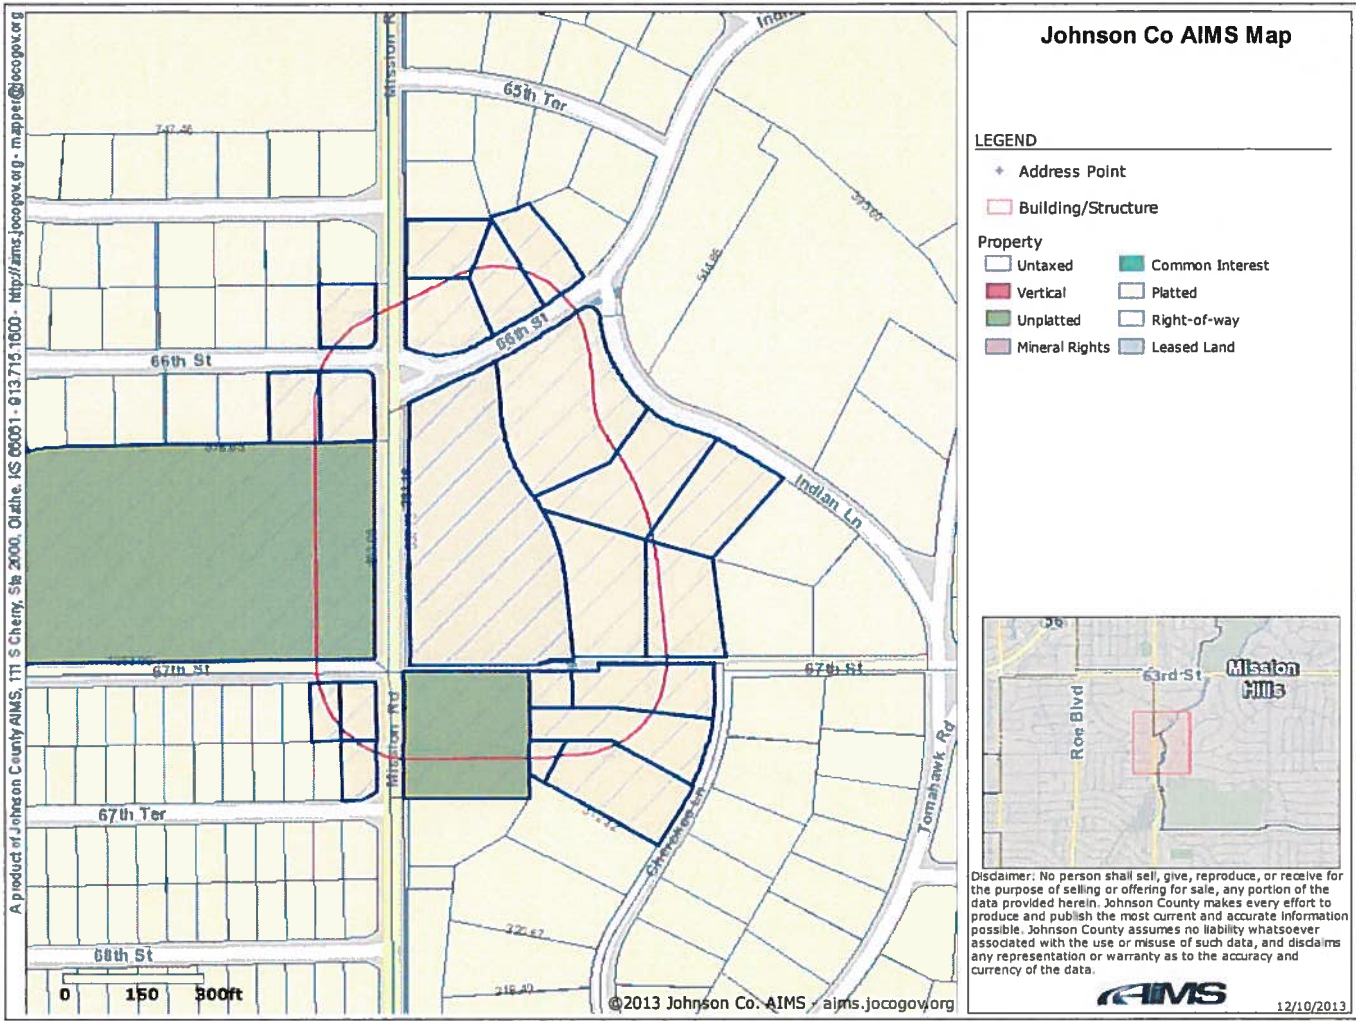 Johnson Co AIMS Map
LEGEND
Address Point
Building/Structure
Property
Untaxed
Common Interest
Vertical
Platted
Unplatted
Right-of-way
Mineral Rights
Leased Land
A product of Johnson County AIMS, 111 S Cherry, Ste 2000, Olathe, KS 66061 - 913.715.1600 - http://aims.jocogov.org - mapper@jocogov.org
Mission R
Indi
65th Ter
747.46
66th St
66th St
Indian Ln
67th St
67th St
Mission Rd
67th Ter
Cherokee Ln
Tomahawk Rd
68th St
0 150 300ft
©2013 Johnson Co. AIMS - aims.jocogov.org
56
63rd St
Mission
Hills
Roe Blvd
Disclaimer: No person shall sell, give, reproduce, or receive for
the purpose of selling or offering for sale, any portion of the
data provided herein. Johnson County makes every effort to
produce and publish the most current and accurate information
possible. Johnson County assumes no liability whatsoever
associated with the use or misuse of such data, and disclaims
any representation or warranty as to the accuracy and
currency of the data.
AIMS
12/10/2013